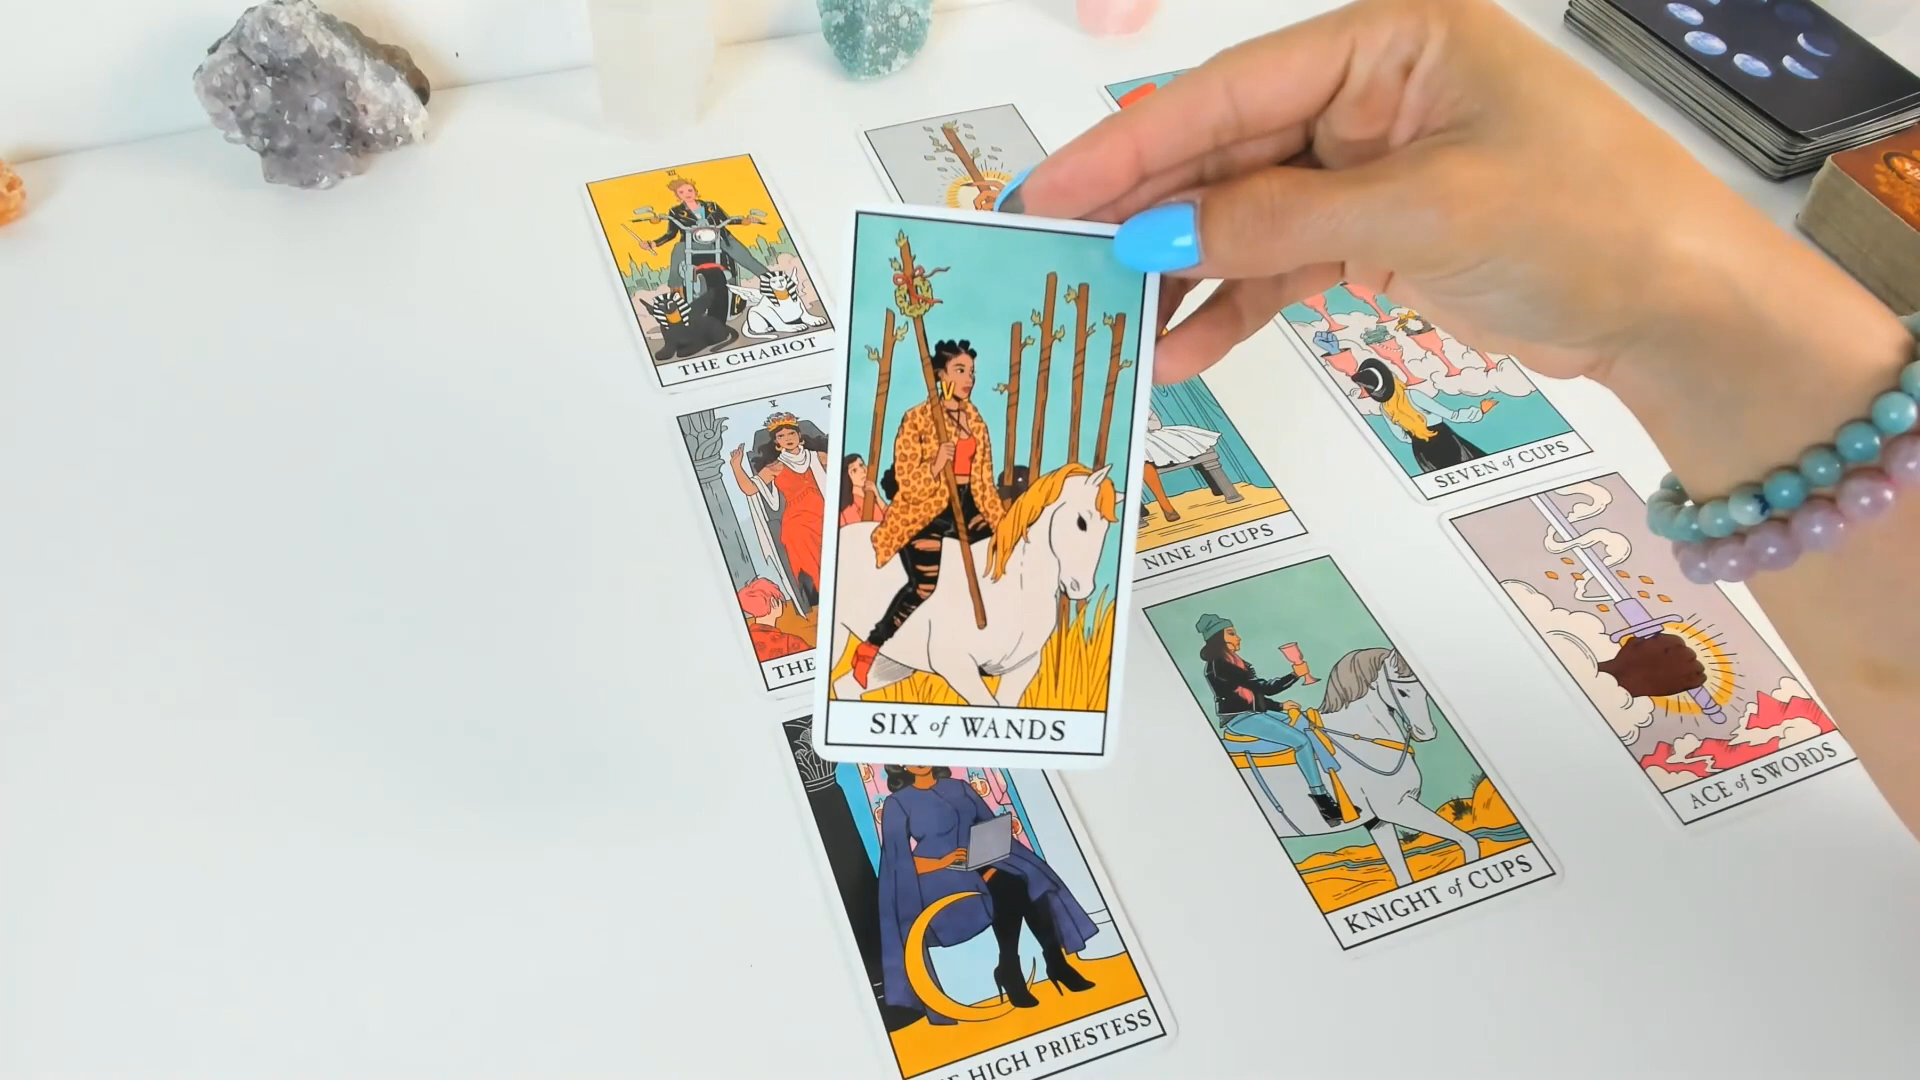 VII
THE CHARIOT
V
THE
SIX of WANDS
NINE of CUPS
SEVEN of CUPS
KNIGHT of CUPS
ACE of SWORDS
HIGH PRIESTESS